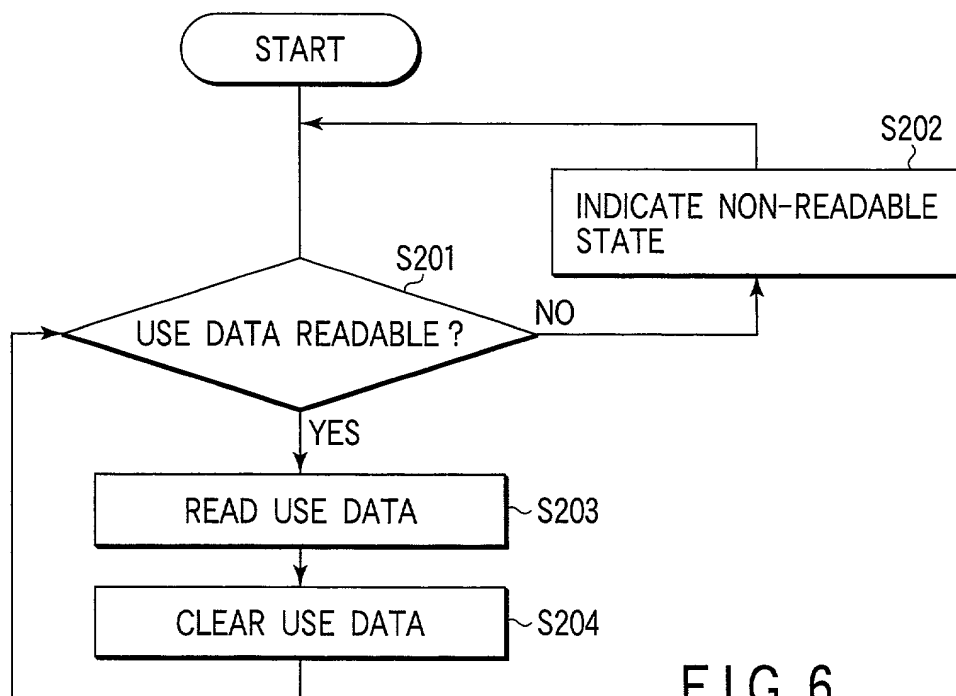 START
S202
INDICATE NON-READABLE
STATE
S201
USE DATA READABLE ?
NO
YES
READ USE DATA
S203
CLEAR USE DATA
S204
FIG. 6